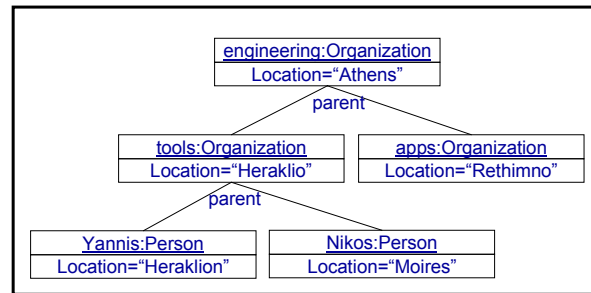 engineering:Organization
Location=“Athens”
parent
tools:Organization
apps:Organization
Location=“Heraklio”
Location=“Rethimno”
parent
Yannis:Person
Nikos:Person
Location=“Heraklion”
Location=“Moires”